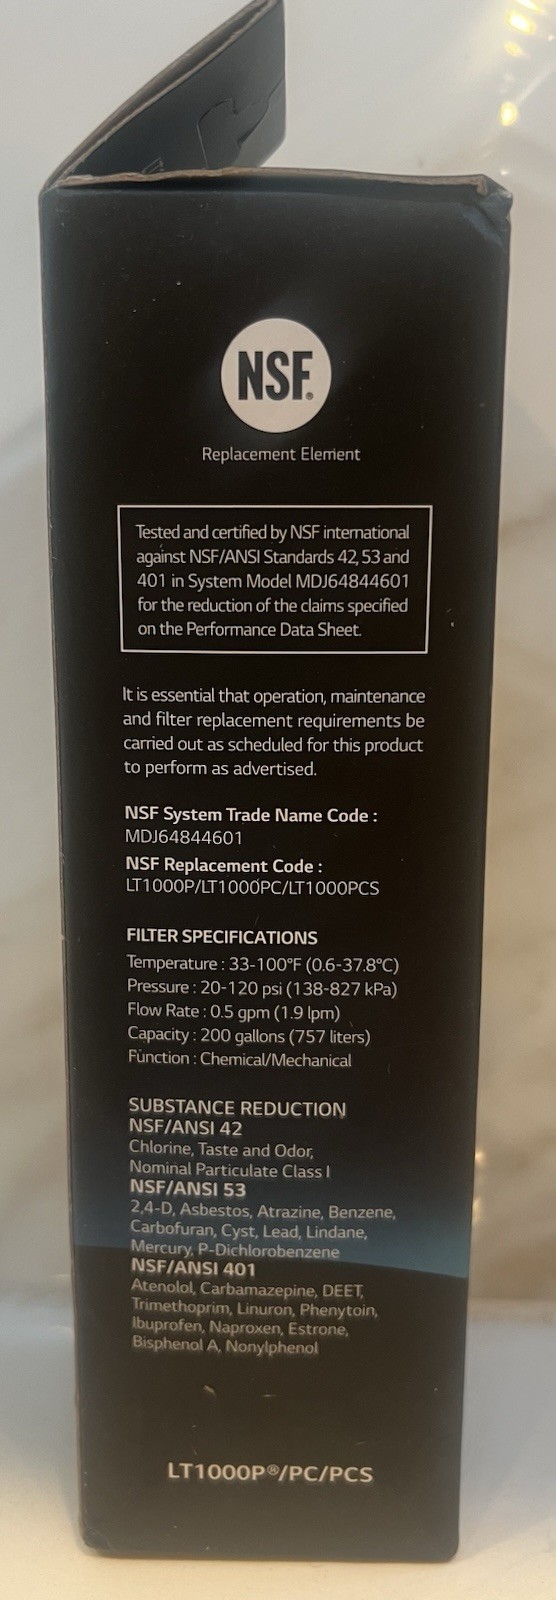 NSF®
Replacement Element
Tested and certified by NSF international
against NSF/ANSI Standards 42, 53 and
401 in System Model MDJ64844601
for the reduction of the claims specified
on the Performance Data Sheet.
It is essential that operation, maintenance
and filter replacement requirements be
carried out as scheduled for this product
to perform as advertised.
NSF System Trade Name Code :
MDJ64844601
NSF Replacement Code :
LT1000P/LT1000PC/LT1000PCS
FILTER SPECIFICATIONS
Temperature : 33-100°F (0.6-37.8°C)
Pressure : 20-120 psi (138-827 kPa)
Flow Rate : 0.5 gpm (1.9 lpm)
Capacity : 200 gallons (757 liters)
Function : Chemical/Mechanical
SUBSTANCE REDUCTION
NSF/ANSI 42
Chlorine, Taste and Odor,
Nominal Particulate Class I
NSF/ANSI 53
2,4-D, Asbestos, Atrazine, Benzene,
Carbofuran, Cyst, Lead, Lindane,
Mercury, P-Dichlorobenzene
NSF/ANSI 401
Atenolol, Carbamazepine, DEET,
Trimethoprim, Linuron, Phenytoin,
Ibuprofen, Naproxen, Estrone,
Bisphenol A, Nonylphenol
LT1000P®/PC/PCS